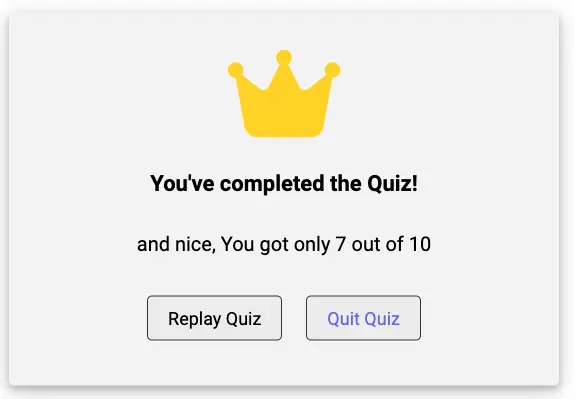 You've completed the Quiz!
and nice, You got only 7 out of 10
Replay Quiz
Quit Quiz